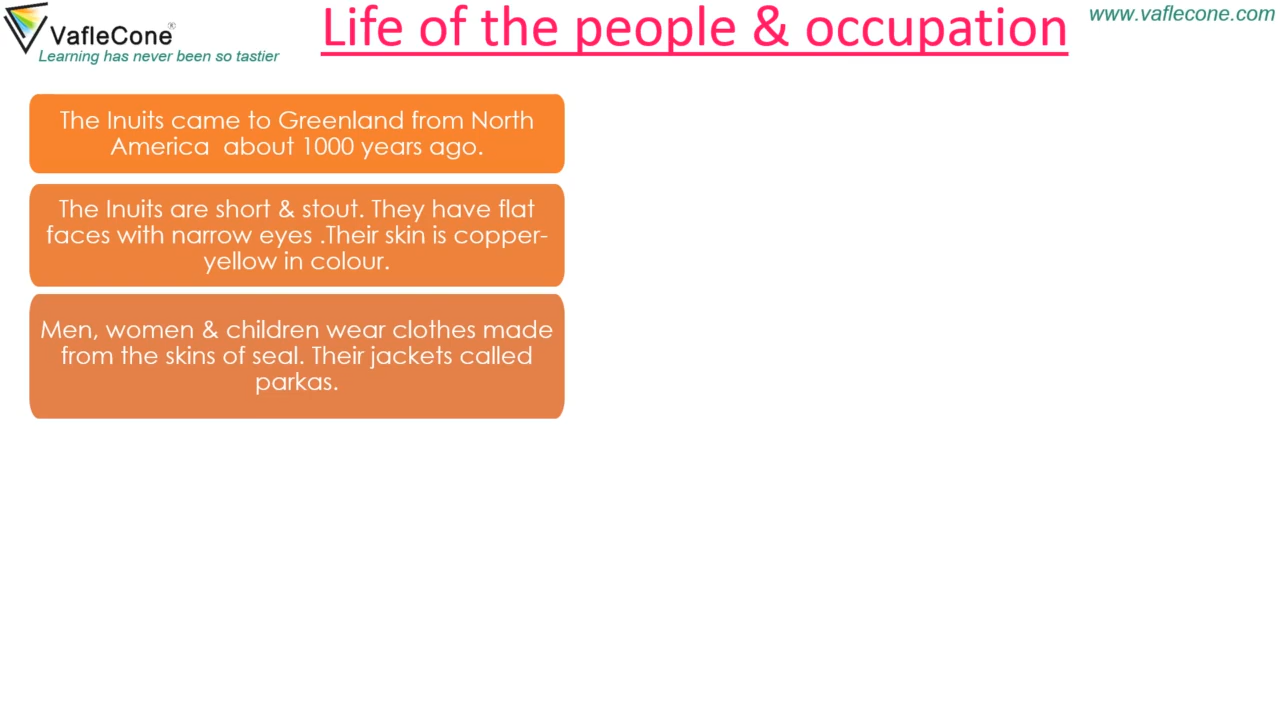 VafleCone®
Learning has never been so tastier
Life of the people & occupation
www.vaflecone.com
The Inuits came to Greenland from North
America  about 1000 years ago.
The Inuits are short & stout. They have flat
faces with narrow eyes .Their skin is copper-
yellow in colour.
Men, women & children wear clothes made
from the skins of seal. Their jackets called
parkas.